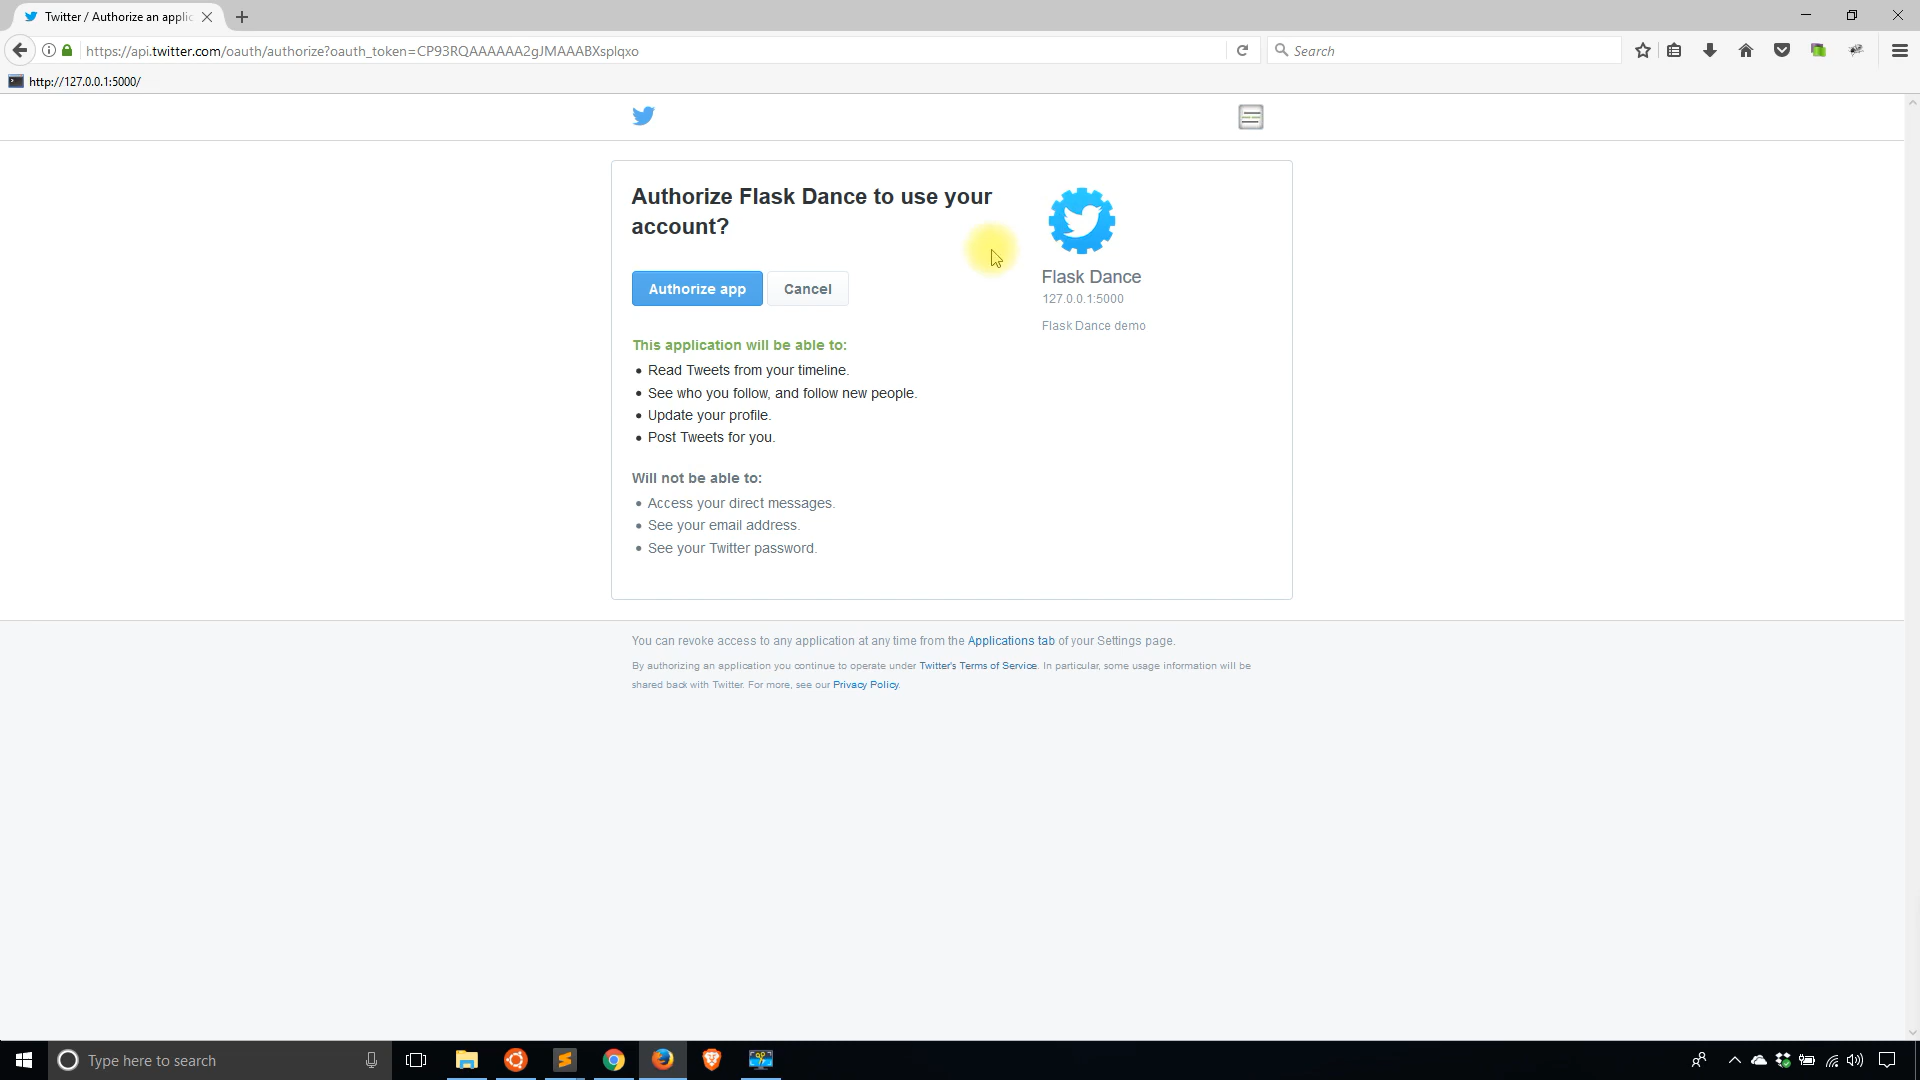 Twitter / Authorize an applic
https://api.twitter.com/oauth/authorize?oauth_token=CP93RQAAAAAA2gJMAAABXsplqxo
Search
http://127.0.0.1:5000/
Authorize Flask Dance to use your
account?
Authorize app
Cancel
Flask Dance
127.0.0.1:5000
Flask Dance demo
This application will be able to:
• Read Tweets from your timeline.
• See who you follow, and follow new people.
• Update your profile.
• Post Tweets for you.
Will not be able to:
• Access your direct messages.
• See your email address.
• See your Twitter password.
You can revoke access to any application at any time from the Applications tab of your Settings page.
By authorizing an application you continue to operate under Twitter's Terms of Service. In particular, some usage information will be
shared back with Twitter. For more, see our Privacy Policy.
Type here to search